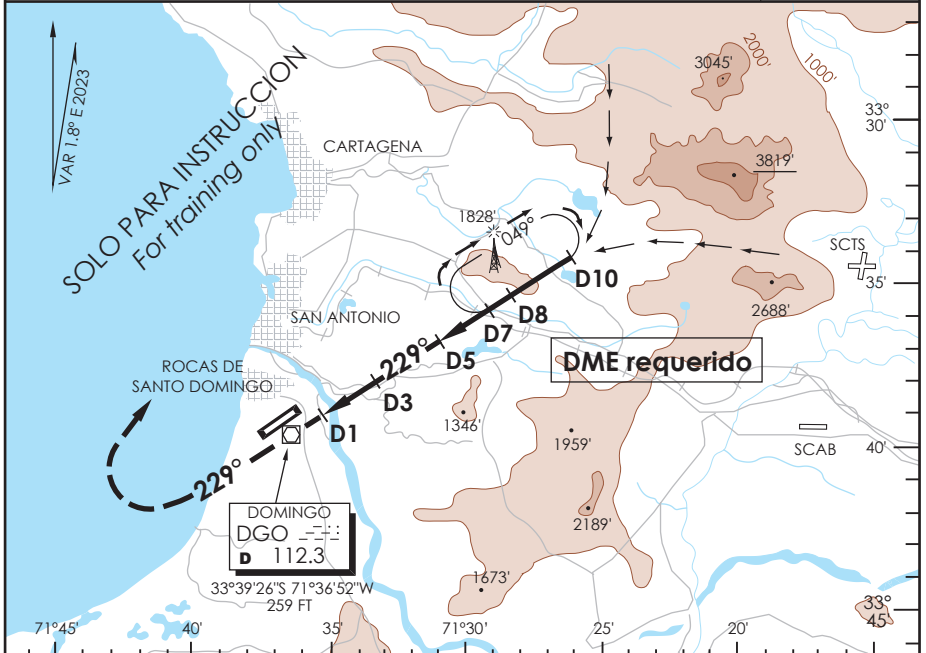 VAR 1.8° E 2023
SOLO PARA INSTRUCCION
For training only
CARTAGENA
3045'
2000'
1000'
33°
30'
3819'
1828'
049°
SCTS
35'
D10
2688'
D8
SAN ANTONIO
D7
DME requerido
229°
D5
ROCAS DE
SANTO DOMINGO
D3
1346'
D1
1959'
40'
SCAB
229°
DOMINGO
DGO
D 112.3
33°39'26"S 71°36'52"W
259 FT
2189'
1673'
33°
45'
71°45'
40'
35'
71°30'
25'
20'